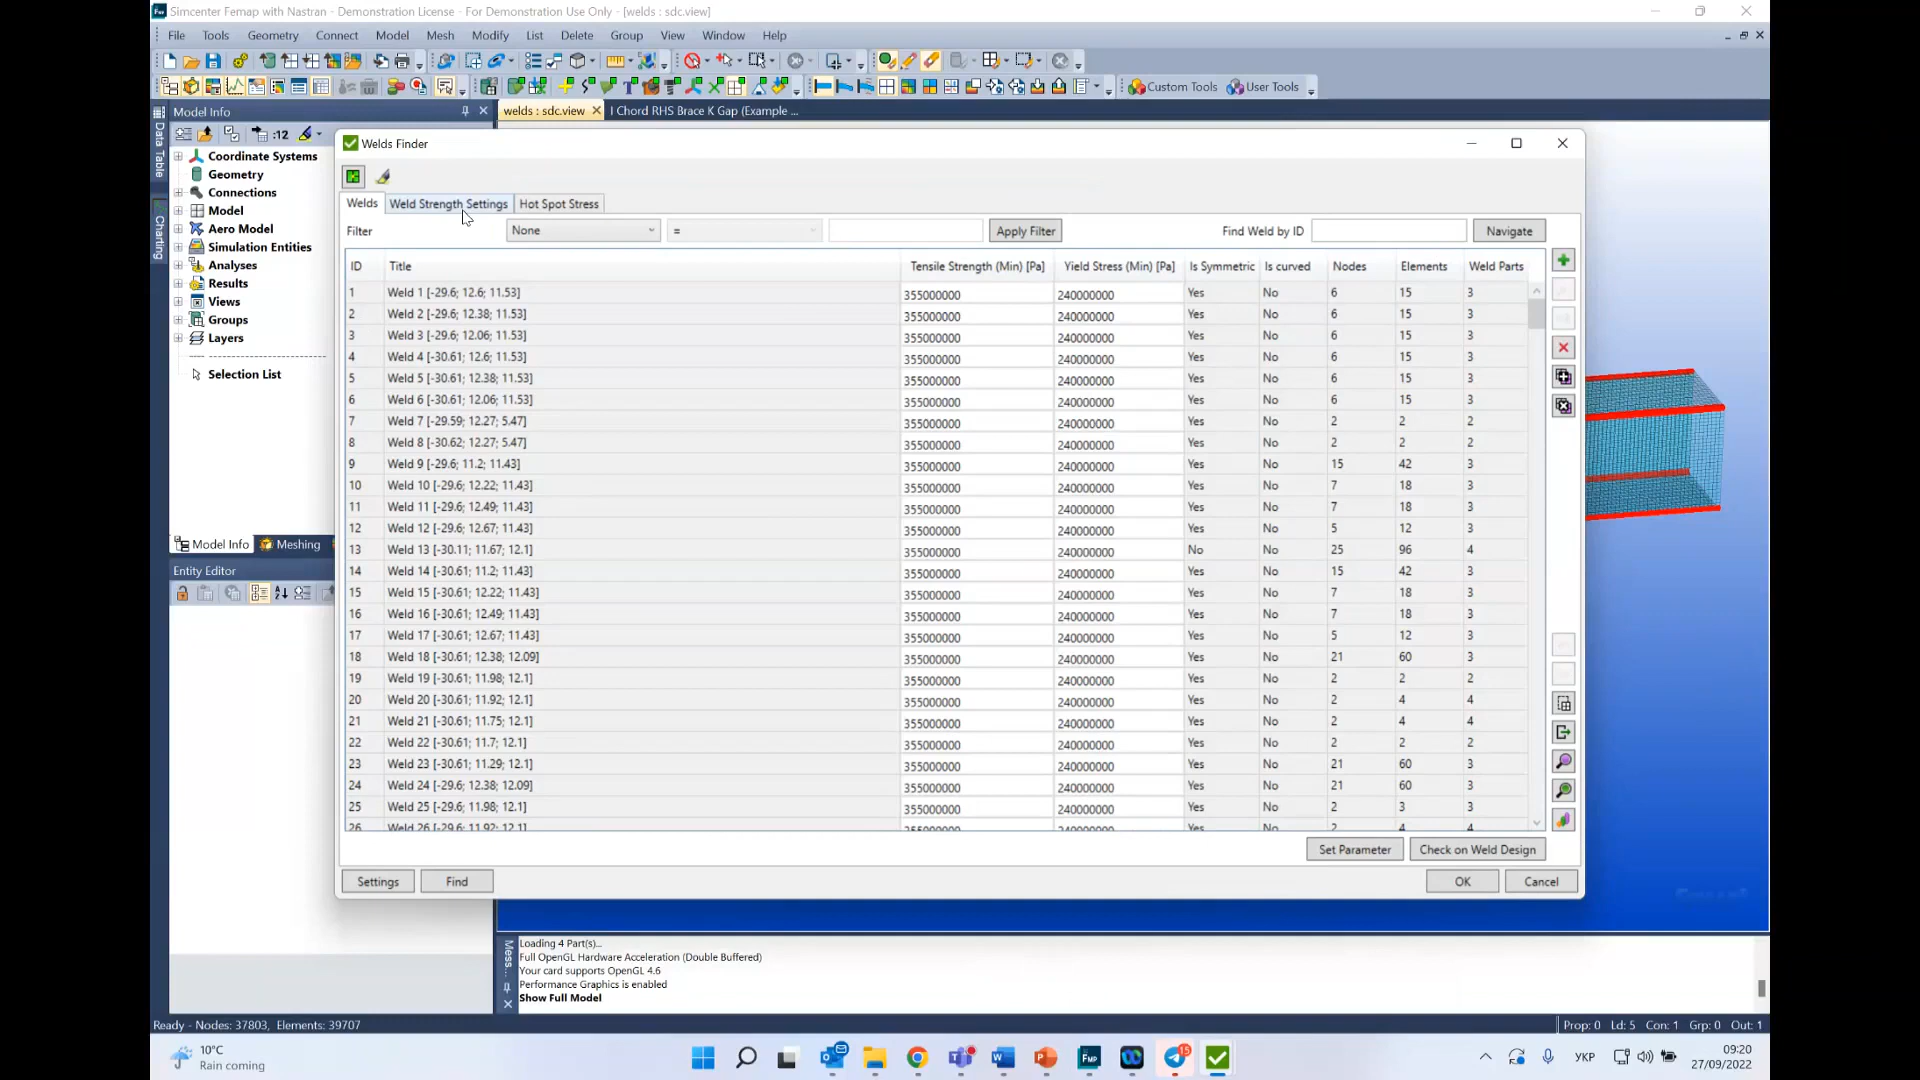 Simcenter Femap with Nastran - Demonstration License - For Demonstration Use Only - [welds : sdc.view]
File Tools Geometry Connect Model Mesh Modify List Delete Group View Window Help
Custom Tools User Tools
Model Info
welds : sdc.view
I Chord RHS Brace K Gap (Example ...
:12
Data Table
Charting
Coordinate Systems
Geometry
Connections
Model
Aero Model
Simulation Entities
Analyses
Results
Views
Groups
Layers
Selection List
Model Info Meshing
Entity Editor
Welds Finder
Welds Weld Strength Settings Hot Spot Stress
Filter None = Apply Filter Find Weld by ID Navigate
ID Title Tensile Strength (Min) [Pa] Yield Stress (Min) [Pa] Is Symmetric Is curved Nodes Elements Weld Parts
1 Weld 1 [-29.6; 12.6; 11.53] 355000000 240000000 Yes No 6 15 3
2 Weld 2 [-29.6; 12.38; 11.53] 355000000 240000000 Yes No 6 15 3
3 Weld 3 [-29.6; 12.06; 11.53] 355000000 240000000 Yes No 6 15 3
4 Weld 4 [-30.61; 12.6; 11.53] 355000000 240000000 Yes No 6 15 3
5 Weld 5 [-30.61; 12.38; 11.53] 355000000 240000000 Yes No 6 15 3
6 Weld 6 [-30.61; 12.06; 11.53] 355000000 240000000 Yes No 6 15 3
7 Weld 7 [-29.59; 12.27; 5.47] 355000000 240000000 Yes No 2 2 2
8 Weld 8 [-30.62; 12.27; 5.47] 355000000 240000000 Yes No 2 2 2
9 Weld 9 [-29.6; 11.2; 11.43] 355000000 240000000 Yes No 15 42 3
10 Weld 10 [-29.6; 12.22; 11.43] 355000000 240000000 Yes No 7 18 3
11 Weld 11 [-29.6; 12.49; 11.43] 355000000 240000000 Yes No 7 18 3
12 Weld 12 [-29.6; 12.67; 11.43] 355000000 240000000 Yes No 5 12 3
13 Weld 13 [-30.11; 11.67; 12.1] 355000000 240000000 No No 25 96 4
14 Weld 14 [-30.61; 11.2; 11.43] 355000000 240000000 Yes No 15 42 3
15 Weld 15 [-30.61; 12.22; 11.43] 355000000 240000000 Yes No 7 18 3
16 Weld 16 [-30.61; 12.49; 11.43] 355000000 240000000 Yes No 7 18 3
17 Weld 17 [-30.61; 12.67; 11.43] 355000000 240000000 Yes No 5 12 3
18 Weld 18 [-30.61; 12.38; 12.09] 355000000 240000000 Yes No 21 60 3
19 Weld 19 [-30.61; 11.98; 12.1] 355000000 240000000 Yes No 2 2 2
20 Weld 20 [-30.61; 11.92; 12.1] 355000000 240000000 Yes No 2 4 4
21 Weld 21 [-30.61; 11.75; 12.1] 355000000 240000000 Yes No 2 4 4
22 Weld 22 [-30.61; 11.7; 12.1] 355000000 240000000 Yes No 2 2 2
23 Weld 23 [-30.61; 11.29; 12.1] 355000000 240000000 Yes No 21 60 3
24 Weld 24 [-29.6; 12.38; 12.09] 355000000 240000000 Yes No 21 60 3
25 Weld 25 [-29.6; 11.98; 12.1] 355000000 240000000 Yes No 2 3 3
26 Weld 26 [-29.6; 11.92; 12.1] 355000000 240000000 Yes No 2 4 4
Set Parameter Check on Weld Design
Settings Find OK Cancel
Mess...
Loading 4 Part(s)...
Full OpenGL Hardware Acceleration (Double Buffered)
Your card supports OpenGL 4.6
Performance Graphics is enabled
Show Full Model
Ready - Nodes: 37803, Elements: 39707
Prop: 0 Ld: 5 Con: 1 Grp: 0 Out: 1
10°C
Rain coming
FMP
15
УКР
09:20
27/09/2022